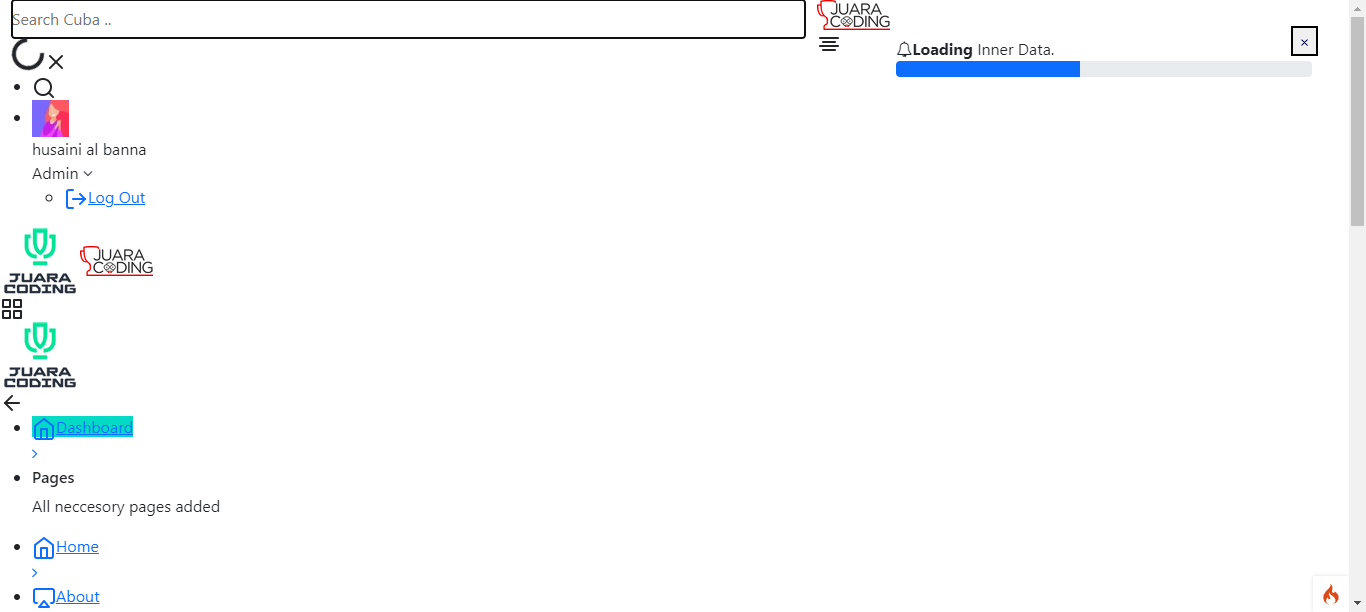 Search Cuba ..
JUARA
CODING
Loading Inner Data.
×
husaini al banna
Admin
Log Out
JUARA
CODING
JUARA
CODING
JUARA
CODING
Dashboard
Pages
All neccesory pages added
Home
About